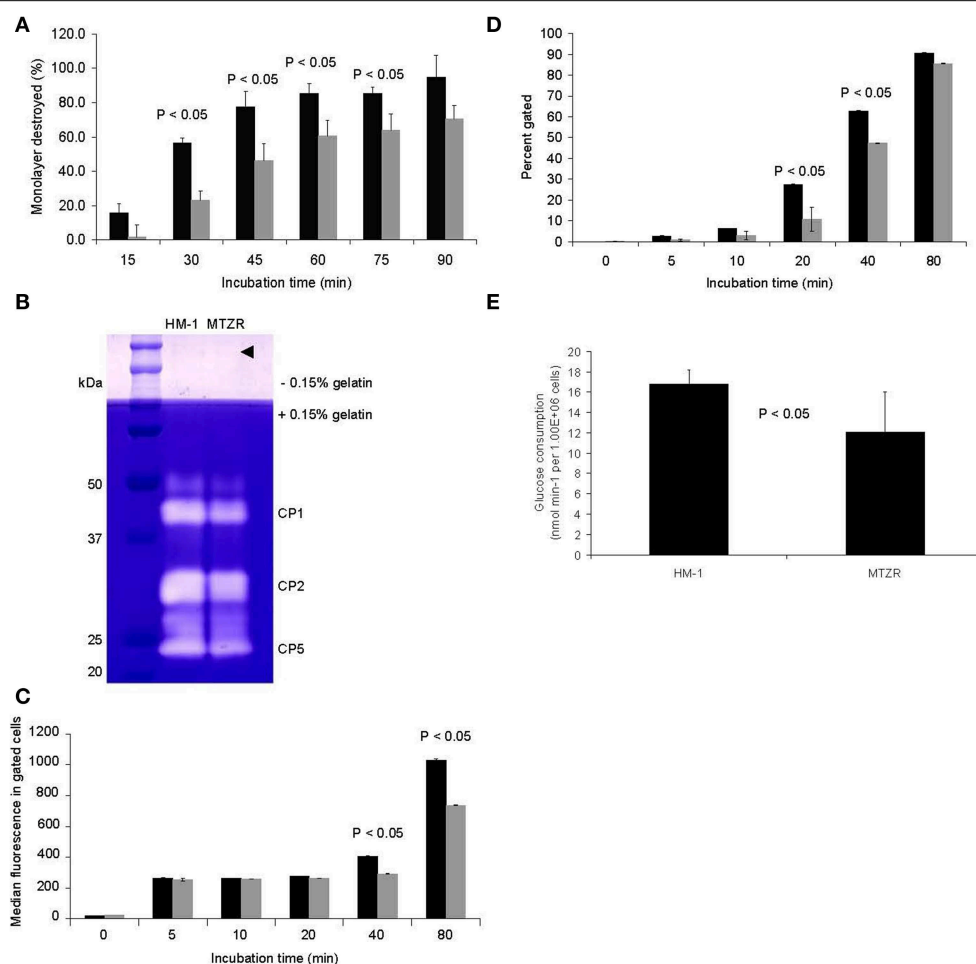 A
Monolayer destroyed (%)
120.0
100.0
80.0
60.0
40.0
20.0
0.0
P < 0.05
P < 0.05
P < 0.05
P < 0.05
15 30 45 60 75 90
Incubation time (min)
B
HM-1 MTZR
kDa
- 0.15% gelatin
+ 0.15% gelatin
50
CP1
37
CP2
25
CP5
20
C
Median fluorescence in gated cells
1200
1000
800
600
400
200
0
P < 0.05
P < 0.05
0 5 10 20 40 80
Incubation time (min)
D
Percent gated
100
90
80
70
60
50
40
30
20
10
0
P < 0.05
P < 0.05
0 5 10 20 40 80
Incubation time (min)
E
Glucose consumption
(nmol min-1 per 1.00E+06 cells)
20
18
16
14
12
10
8
6
4
2
0
P < 0.05
HM-1 MTZR